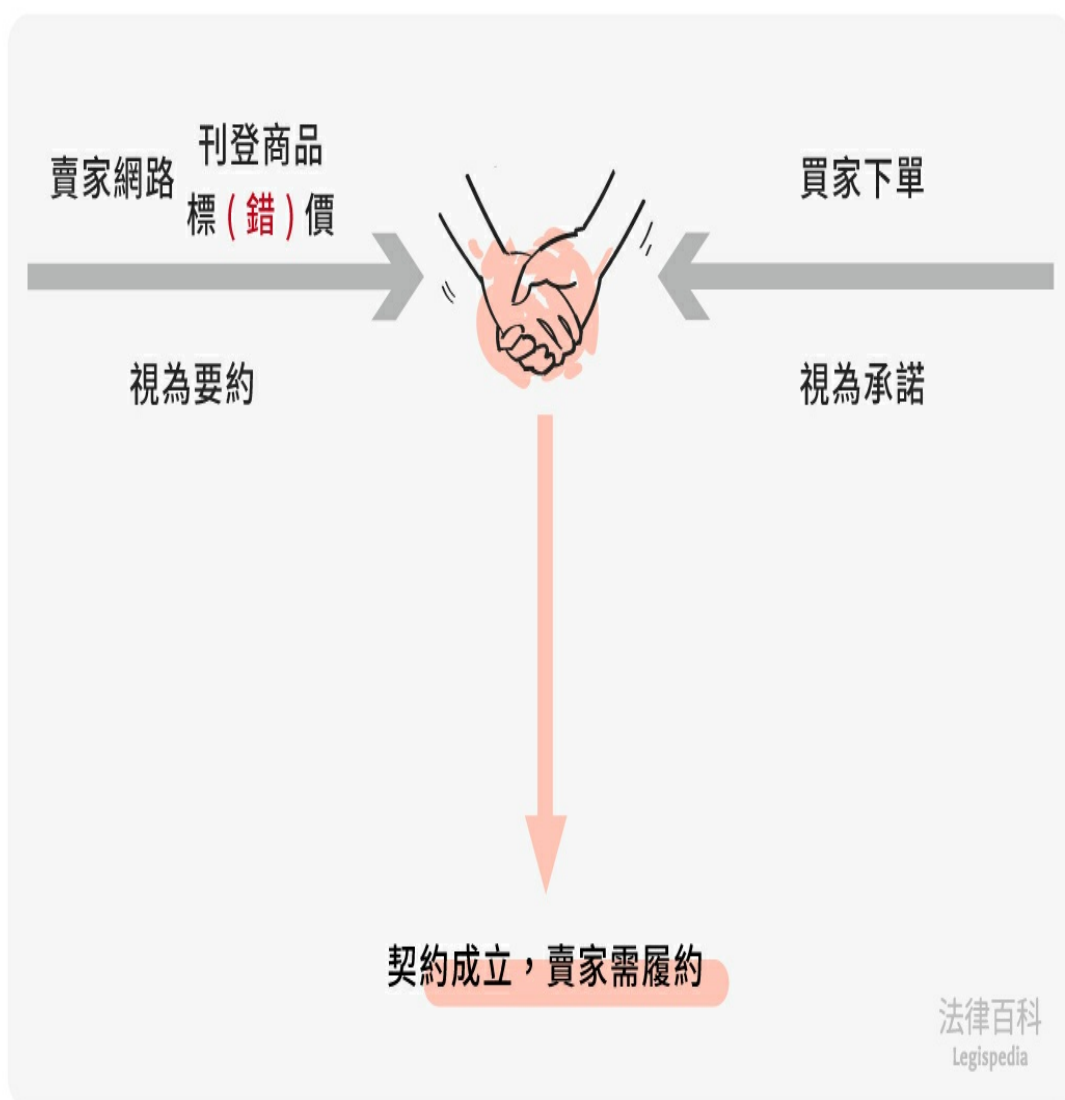 賣家網路
刊登商品
標(錯)價
買家下單
視為要約
視為承諾
契約成立，賣家需履約
法律百科
Legispedia